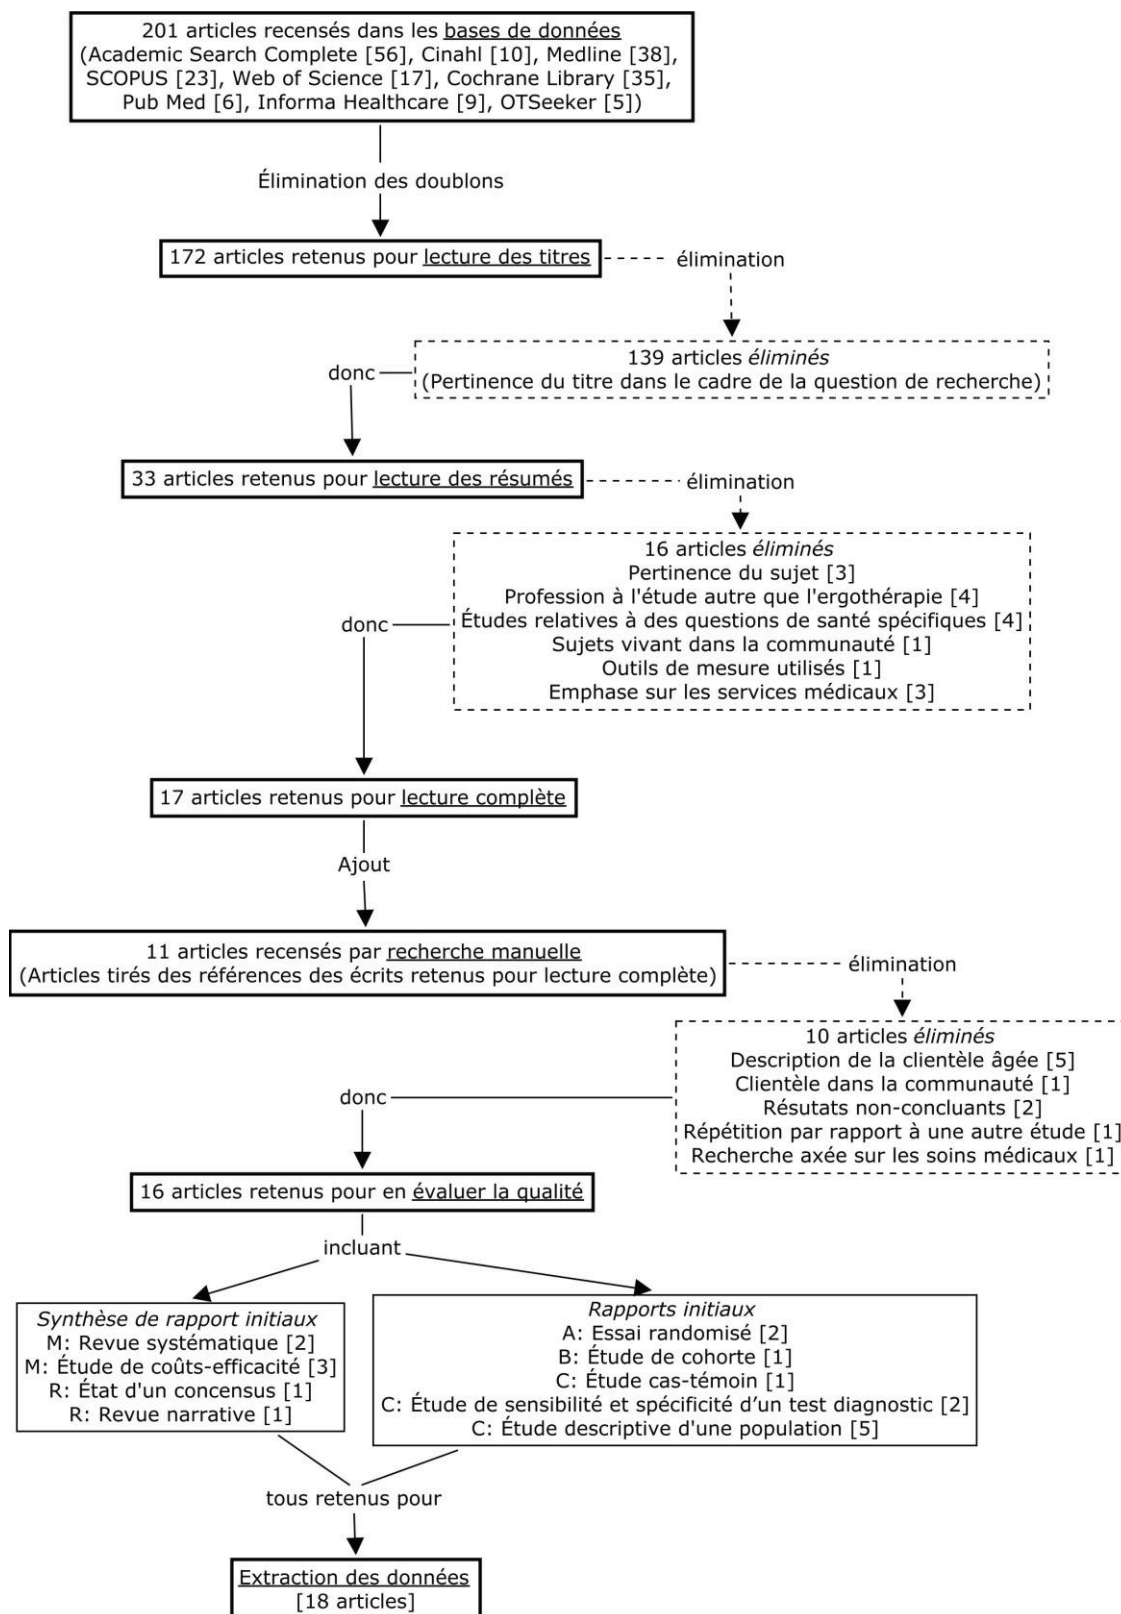 201 articles recensés dans les bases de données
(Academic Search Complete [56], Cinahl [10], Medline [38],
SCOPUS [23], Web of Science [17], Cochrane Library [35],
Pub Med [6], Informa Healthcare [9], OTSeeker [5])
Élimination des doublons
172 articles retenus pour lecture des titres
élimination
139 articles éliminés
(Pertinence du titre dans le cadre de la question de recherche)
donc
33 articles retenus pour lecture des résumés
élimination
16 articles éliminés
Pertinence du sujet [3]
Profession à l'étude autre que l'ergothérapie [4]
Études relatives à des questions de santé spécifiques [4]
Sujets vivant dans la communauté [1]
Outils de mesure utilisés [1]
Emphase sur les services médicaux [3]
donc
17 articles retenus pour lecture complète
Ajout
11 articles recensés par recherche manuelle
(Articles tirés des références des écrits retenus pour lecture complète)
élimination
10 articles éliminés
Description de la clientèle âgée [5]
Clientèle dans la communauté [1]
Résutats non-concluants [2]
Répétition par rapport à une autre étude [1]
Recherche axée sur les soins médicaux [1]
donc
16 articles retenus pour en évaluer la qualité
incluant
Synthèse de rapport initiaux
M: Revue systématique [2]
M: Étude de coûts-efficacité [3]
R: État d'un concensus [1]
R: Revue narrative [1]
Rapports initiaux
A: Essai randomisé [2]
B: Étude de cohorte [1]
C: Étude cas-témoin [1]
C: Étude de sensibilité et spécificité d’un test diagnostic [2]
C: Étude descriptive d'une population [5]
tous retenus pour
Extraction des données
[18 articles]